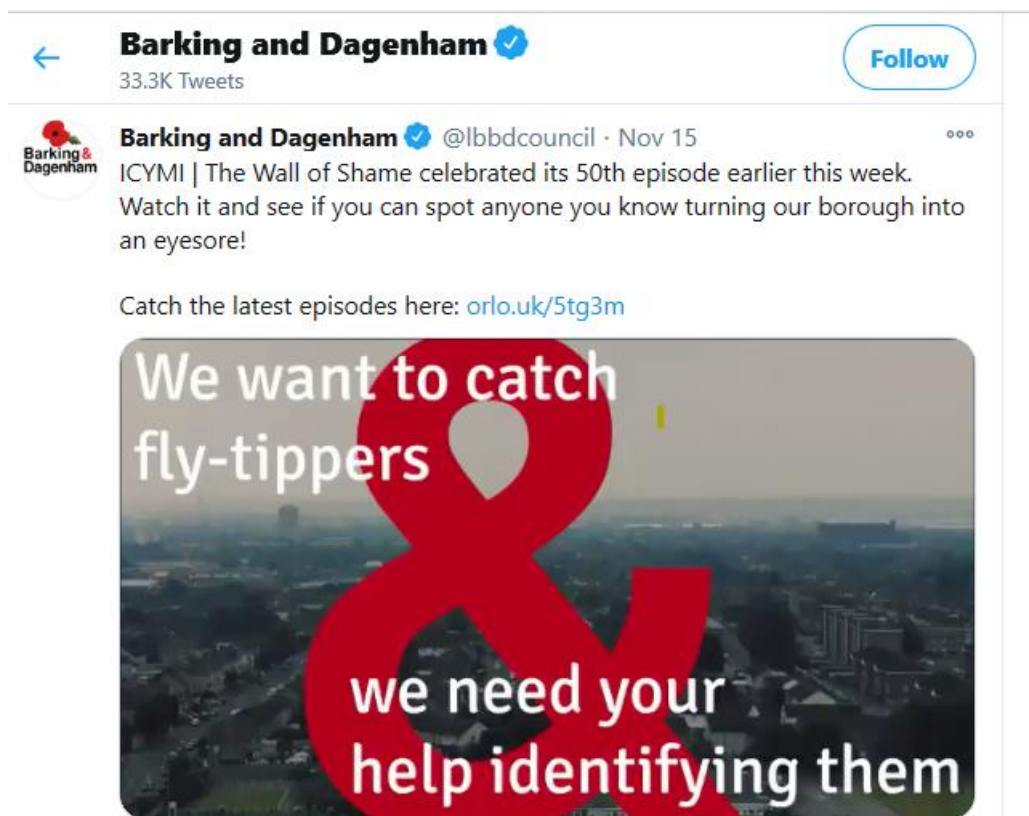 Barking and Dagenham
33.3K Tweets
Follow
Barking &
Dagenham
Barking and Dagenham @lbbdcouncil · Nov 15
ICYMI | The Wall of Shame celebrated its 50th episode earlier this week.
Watch it and see if you can spot anyone you know turning our borough into
an eyesore!
Catch the latest episodes here: orlo.uk/5tg3m
We want to catch
fly-tippers
&
we need your
help identifying them